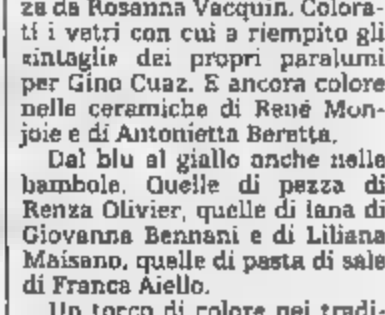 za da Rosanna Vacquin. Colora-
ti i vetri con cui a riempito gli
«intagli» dei propri paralumi
per Gino Cuaz. E ancora colore
nelle ceramiche di René Mon-
joie e di Antonietta Beretta.
Dal blu al giallo anche nelle
bambole. Quelle di pezza di
Renza Olivier, quelle di lana di
Giovanna Bennani e di Liliana
Maisano, quelle di pasta di sale
di Franca Aiello.
Un tocco di colore nei tradi-